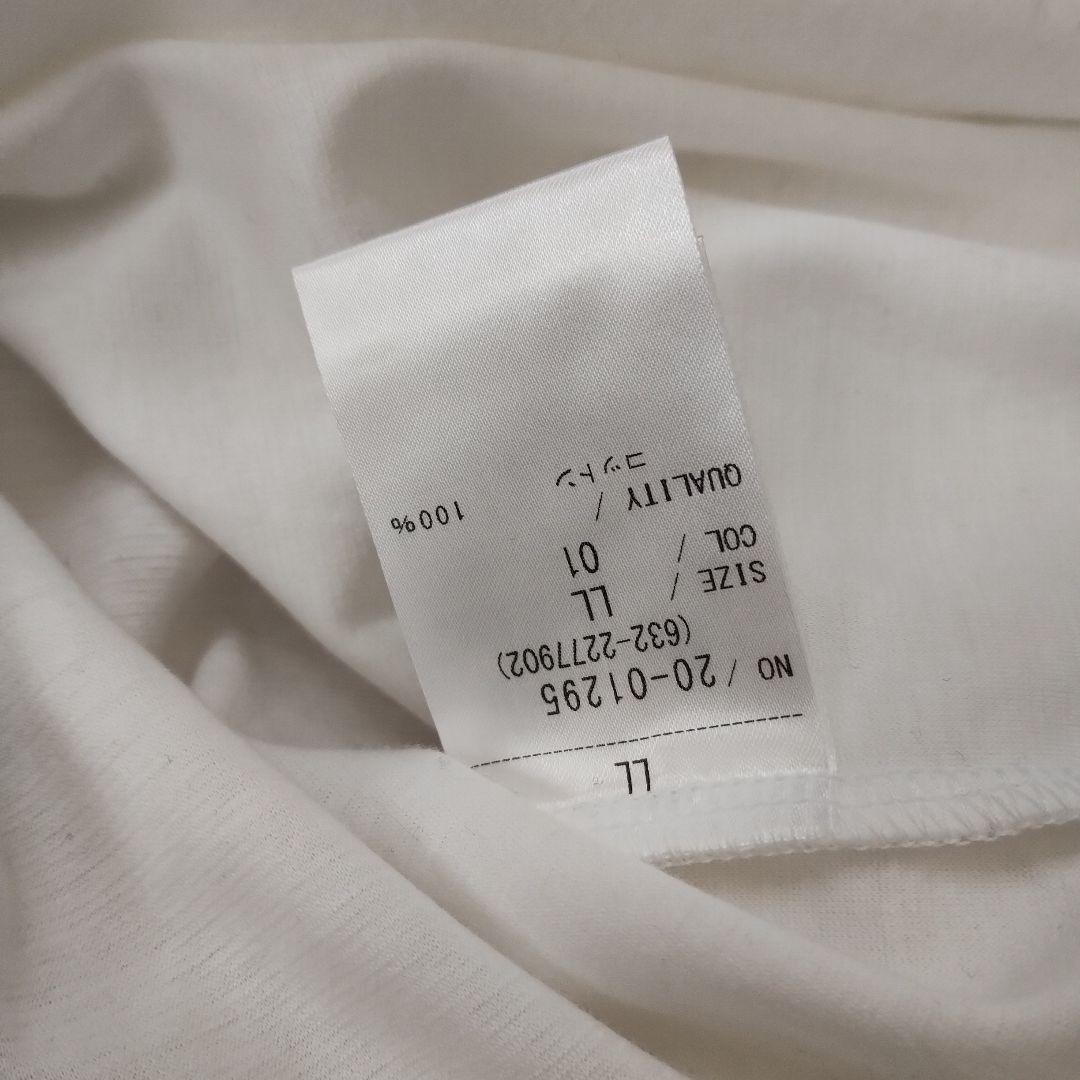 LL
NO / 20-01295
(632-2277902)
SIZE / LL
COL / 01
QUALITY /
コットン 100%